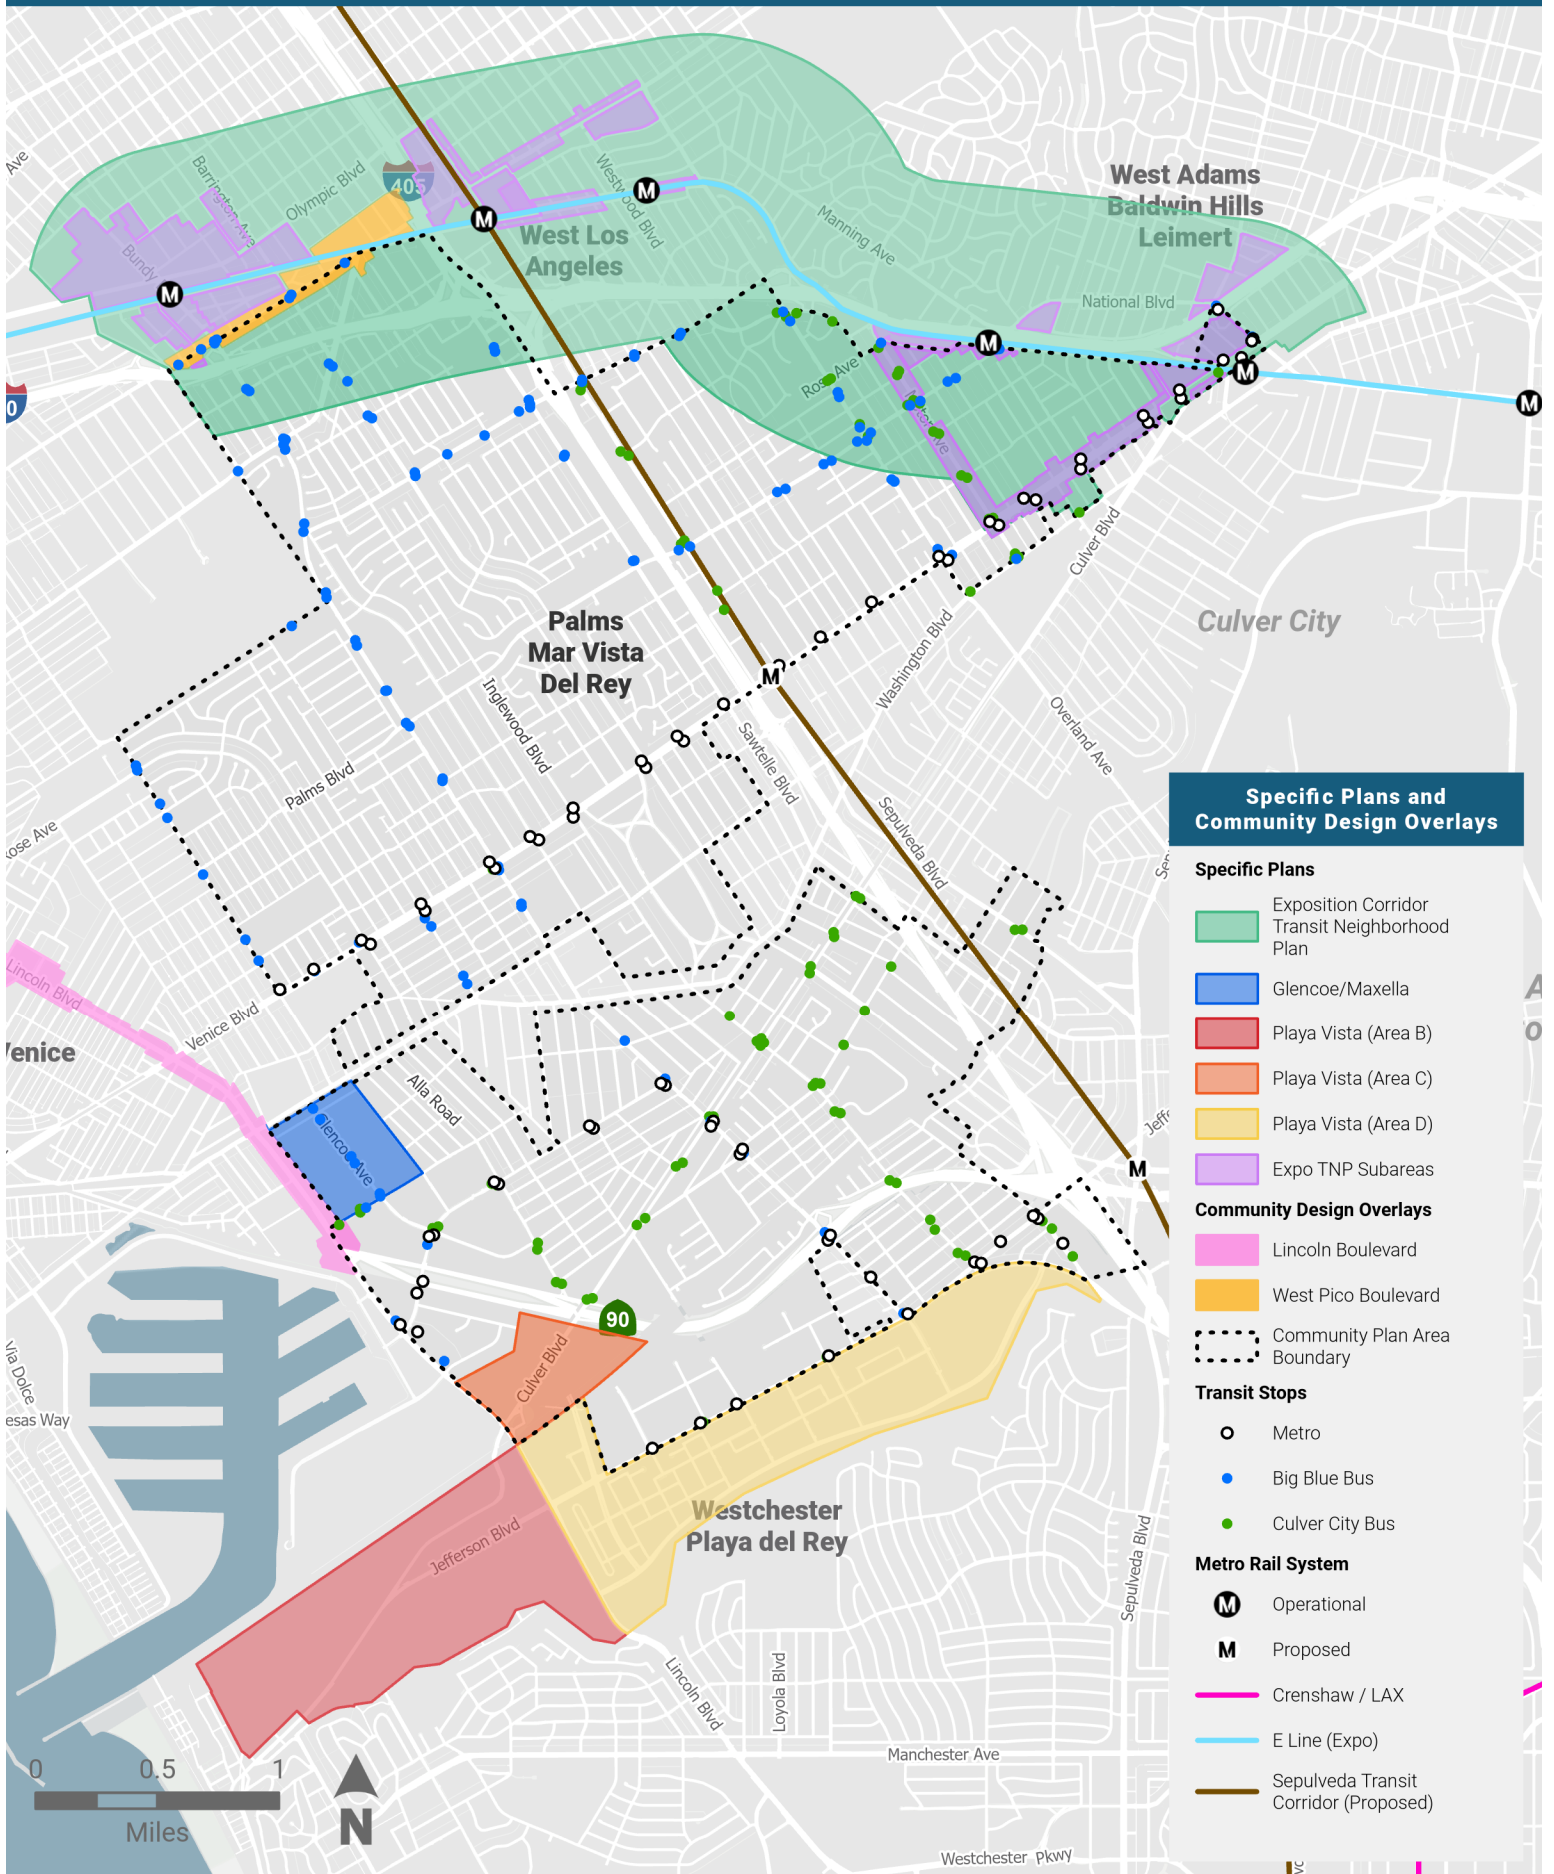 Ave
Barrington Ave
Olympic Blvd
405
Westwood Blvd
Manning Ave
West Adams
Baldwin Hills
Leimert
Bundy
M
M
M
West Los
Angeles
National Blvd
M
M
M
Rose Ave
Motor Ave
Culver Blvd
Culver City
Palms
Mar Vista
Del Rey
Washington Blvd
M
Inglewood Blvd
Sawtelle Blvd
Overland Ave
Palms Blvd
Sepulveda Blvd
Lincoln Blvd
Venice Blvd
Alla Road
Glencoe Ave
M
90
Culver Blvd
Via Dolce
Westchester
Playa del Rey
Jefferson Blvd
Sepulveda Blvd
Lincoln Blvd
Loyola Blvd
Manchester Ave
Westchester Pkwy
0 0.5 1
Miles
N
Specific Plans and
Community Design Overlays
Specific Plans
Exposition Corridor
Transit Neighborhood
Plan
Glencoe/Maxella
Playa Vista (Area B)
Playa Vista (Area C)
Playa Vista (Area D)
Expo TNP Subareas
Community Design Overlays
Lincoln Boulevard
West Pico Boulevard
Community Plan Area
Boundary
Transit Stops
Metro
Big Blue Bus
Culver City Bus
Metro Rail System
M Operational
M Proposed
Crenshaw / LAX
E Line (Expo)
Sepulveda Transit
Corridor (Proposed)